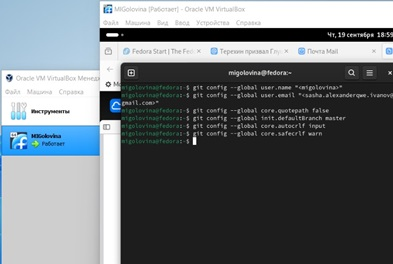 MIGolovina [Работает] - Oracle VM VirtualBox
Файл Машина Вид Ввод Устройства Справка
Чт, 19 сентября 18:59
Fedora Start | The Fed
Терехин призвал Глу
Почта Mail
Oracle VM VirtualBox Менедж
Файл Машина Справка
Инструменты
MIGolovina
Работает
migolovina@fedora:~
migolovina@fedora:~$ git config --global user.name "<migolovina>"
migolovina@fedora:~$ git config --global user.email "<sasha.alexanderqwe.ivanov@
gmail.com>"
migolovina@fedora:~$ git config --global core.quotepath false
migolovina@fedora:~$ git config --global init.defaultBranch master
migolovina@fedora:~$ git config --global core.autocrlf input
migolovina@fedora:~$ git config --global core.safecrlf warn
migolovina@fedora:~$